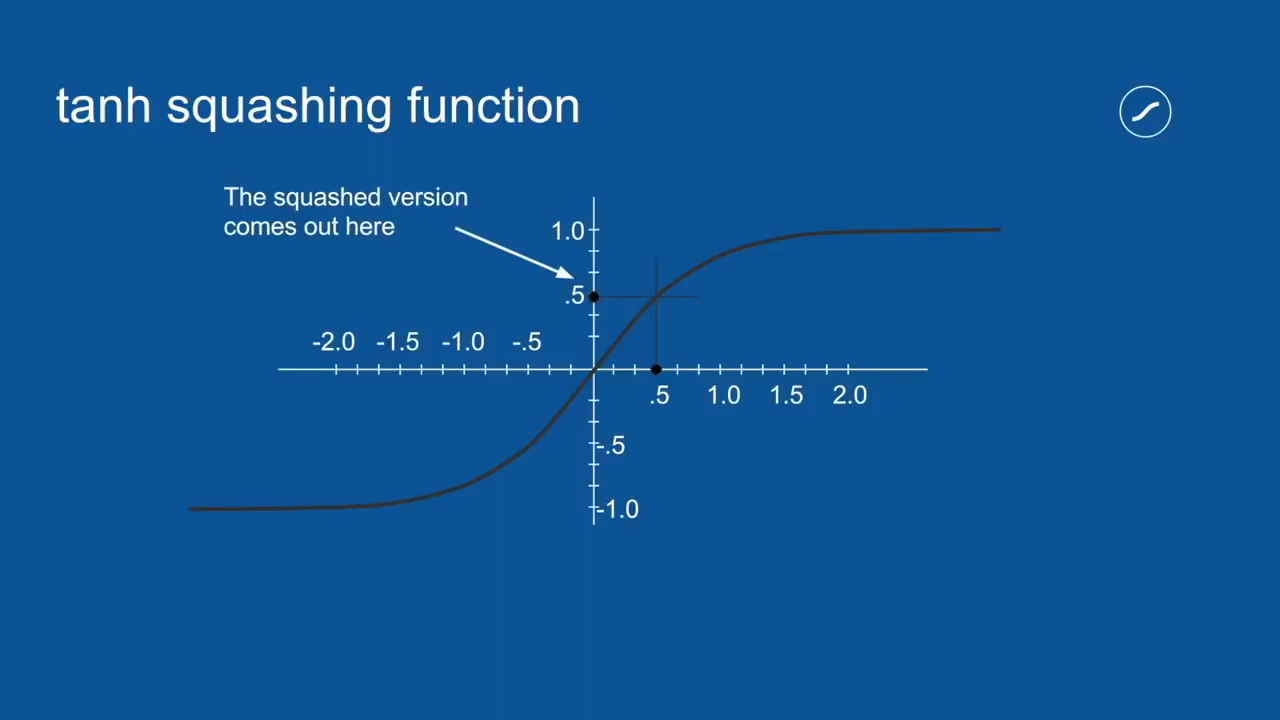 tanh squashing function
The squashed version
comes out here
1.0
.5
-2.0 -1.5 -1.0 -.5
.5 1.0 1.5 2.0
-.5
-1.0